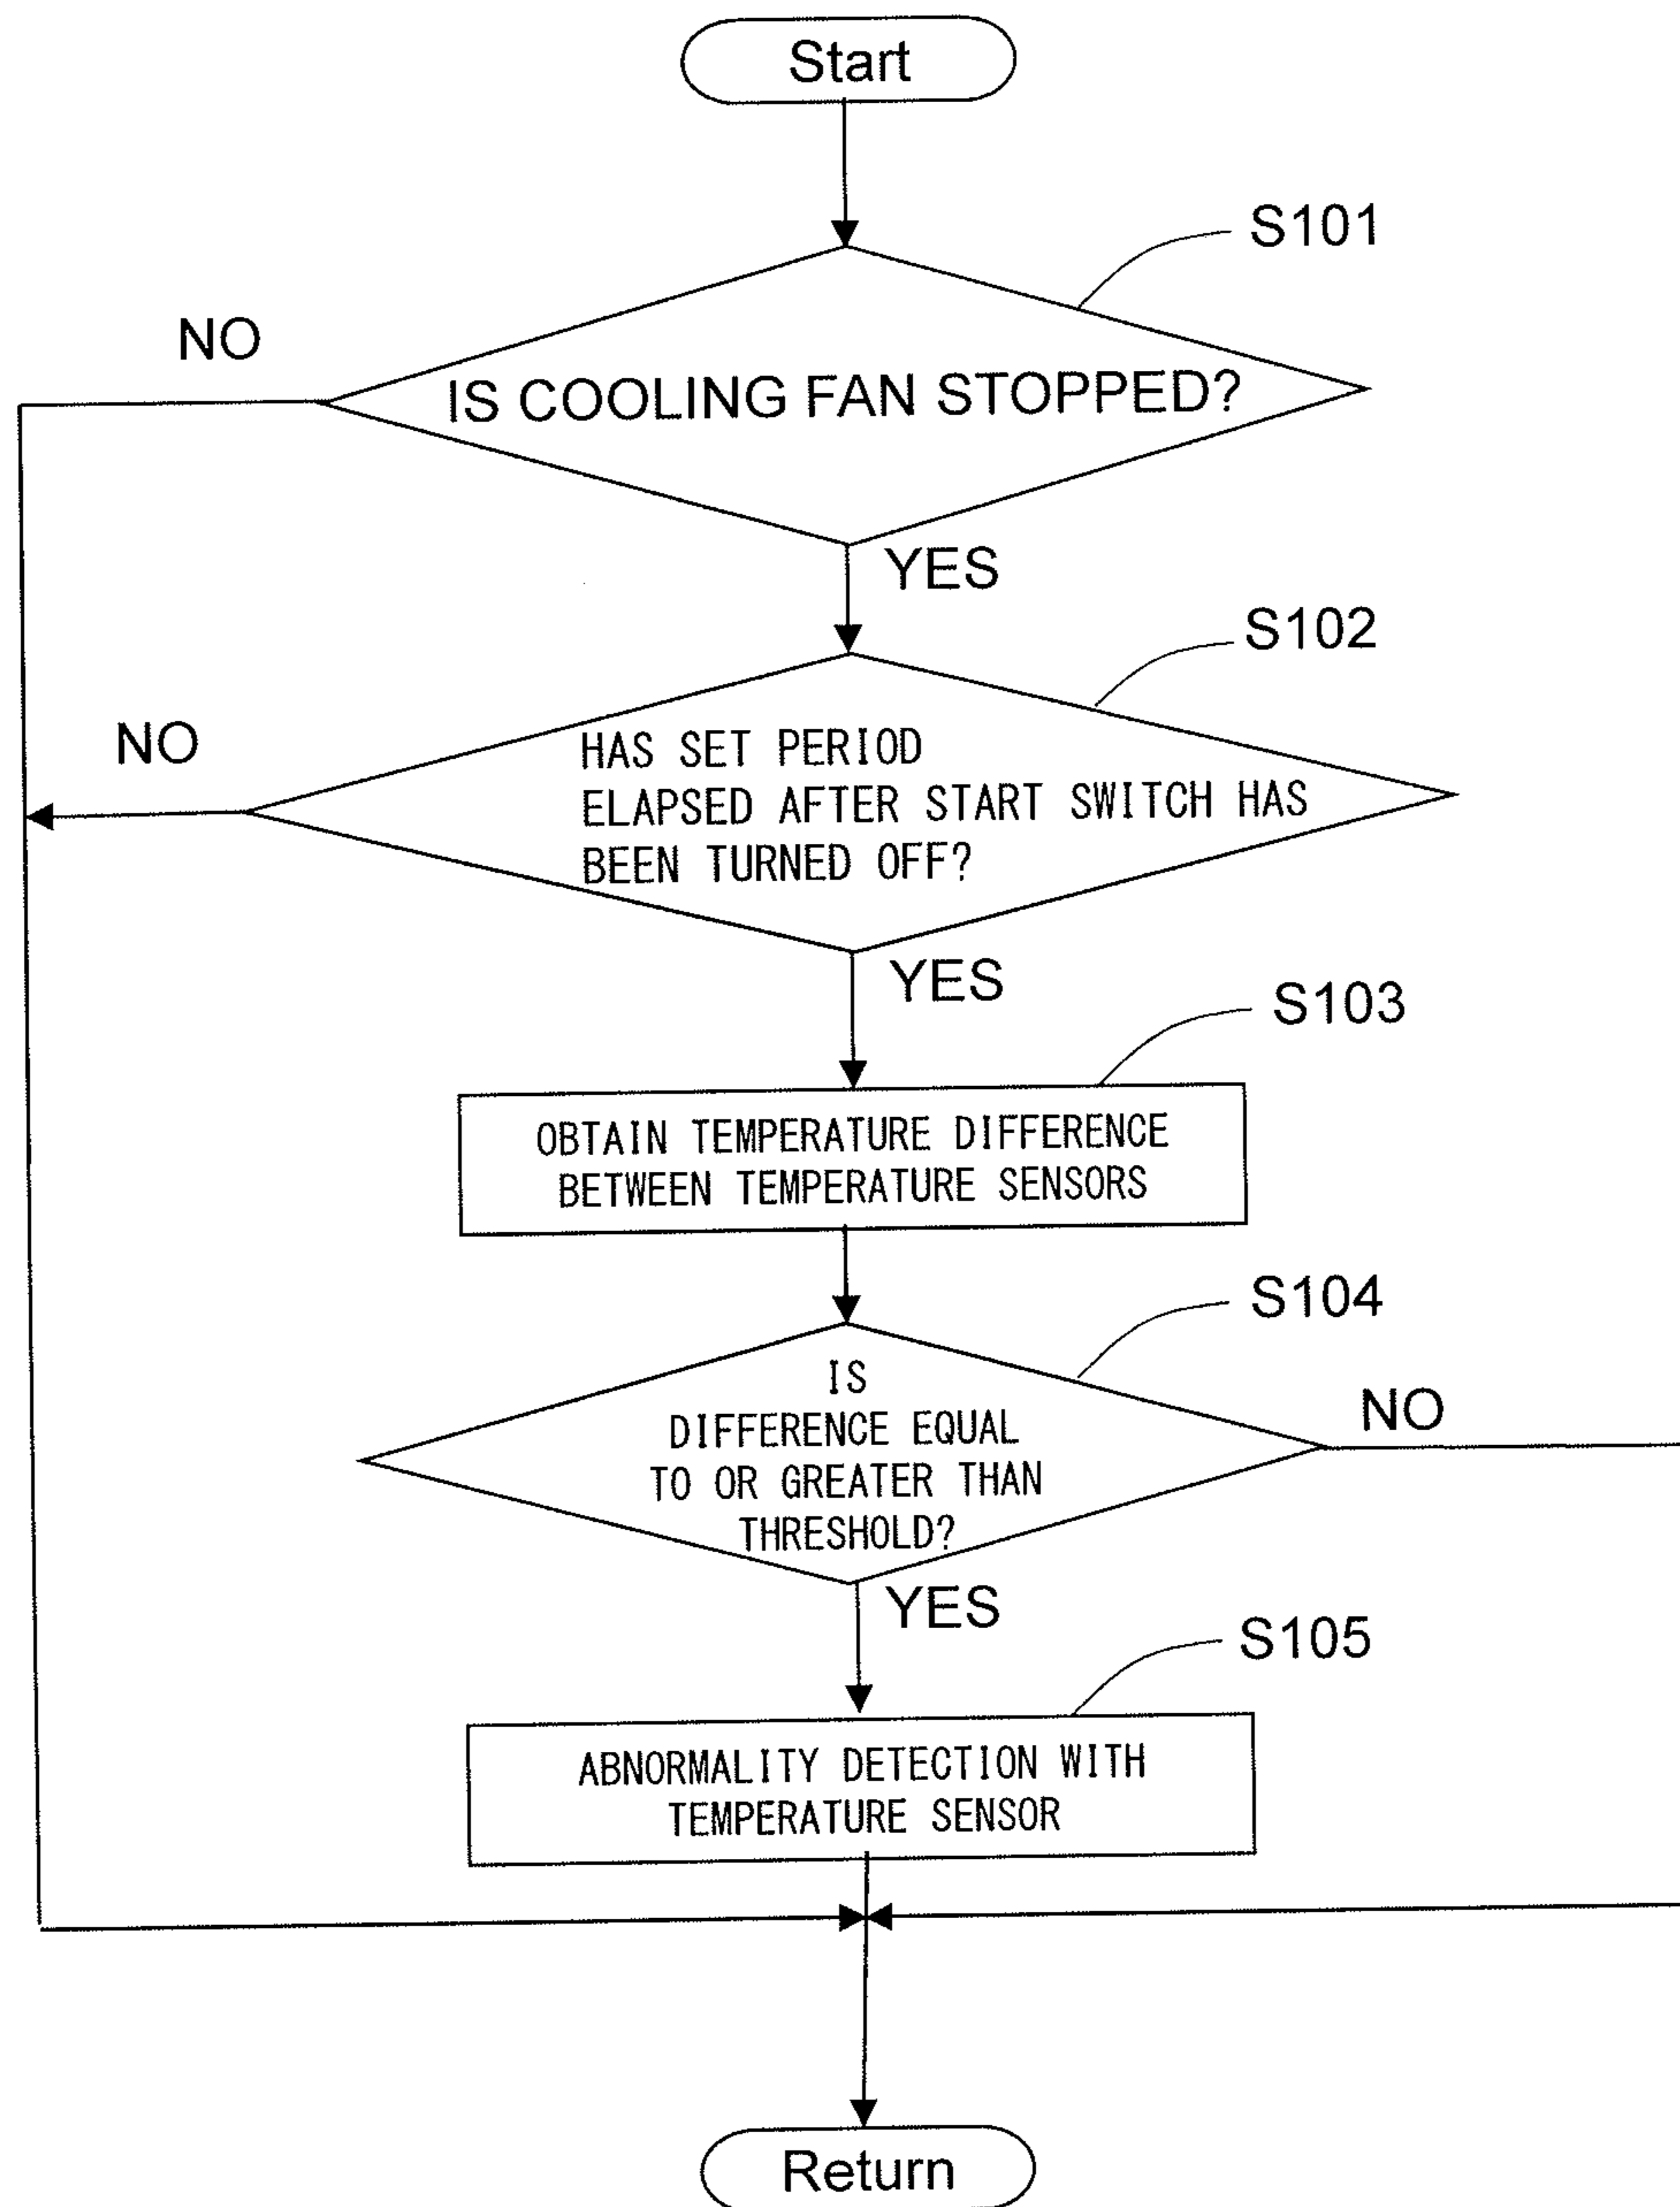 Start
S101
NO
IS COOLING FAN STOPPED?
YES
S102
NO
HAS SET PERIOD
ELAPSED AFTER START SWITCH HAS
BEEN TURNED OFF?
YES
S103
OBTAIN TEMPERATURE DIFFERENCE
BETWEEN TEMPERATURE SENSORS
S104
IS
DIFFERENCE EQUAL
TO OR GREATER THAN
THRESHOLD?
NO
YES
S105
ABNORMALITY DETECTION WITH
TEMPERATURE SENSOR
Return